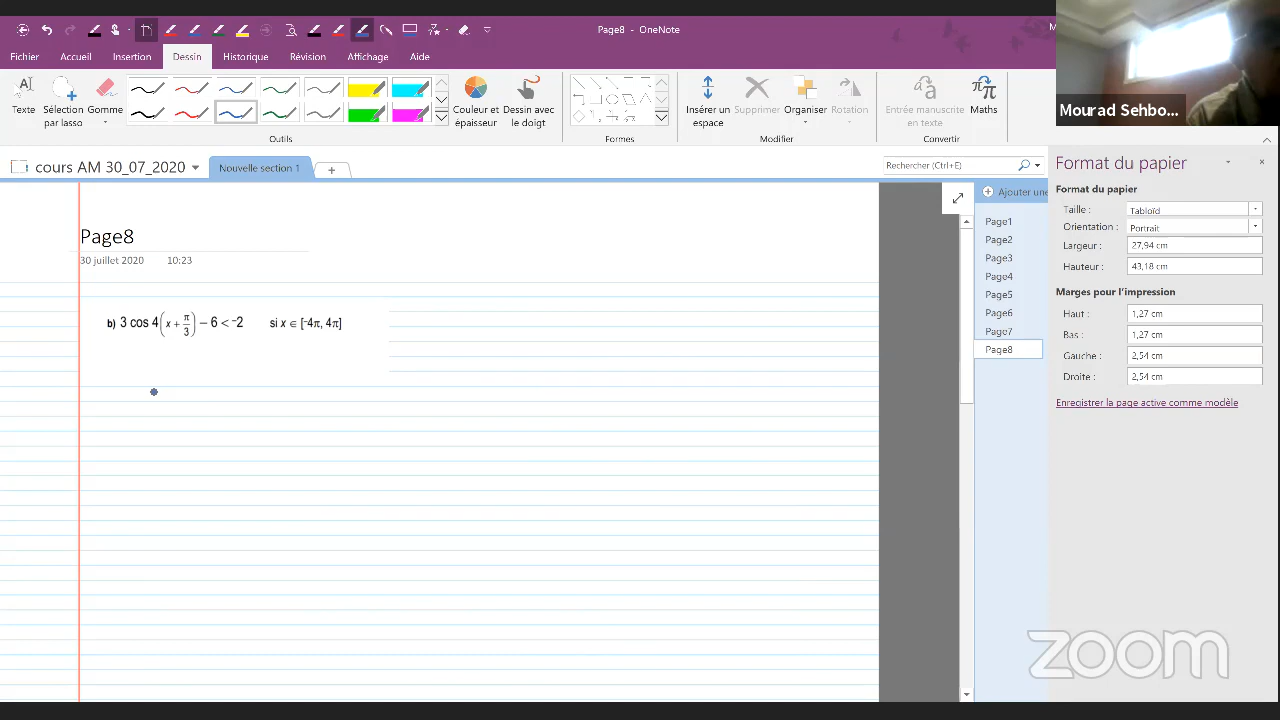 Page8 - OneNote
M
Fichier Accueil Insertion Dessin Historique Révision Affichage Aide
Texte
Sélection par lasso
Gomme
Couleur et épaisseur
Dessin avec le doigt
Insérer un espace
Supprimer
Organiser
Rotation
Entrée manuscrite en texte
Maths
Outils
Formes
Modifier
Convertir
Mourad Sehbo...
cours AM 30_07_2020
Nouvelle section 1
+
Rechercher (Ctrl+E)
Format du papier
Format du papier
Taille : Tabloïd
Orientation : Portrait
Largeur : 27,94 cm
Hauteur : 43,18 cm
Marges pour l'impression
Haut : 1,27 cm
Bas : 1,27 cm
Gauche : 2,54 cm
Droite : 2,54 cm
Enregistrer la page active comme modèle
Ajouter une
Page1
Page2
Page3
Page4
Page5
Page6
Page7
Page8
Page8
30 juillet 2020 10:23
b) 3 cos 4(x + π/3) − 6 < ⁻2 si x ∈ [⁻4π, 4π]
zoom